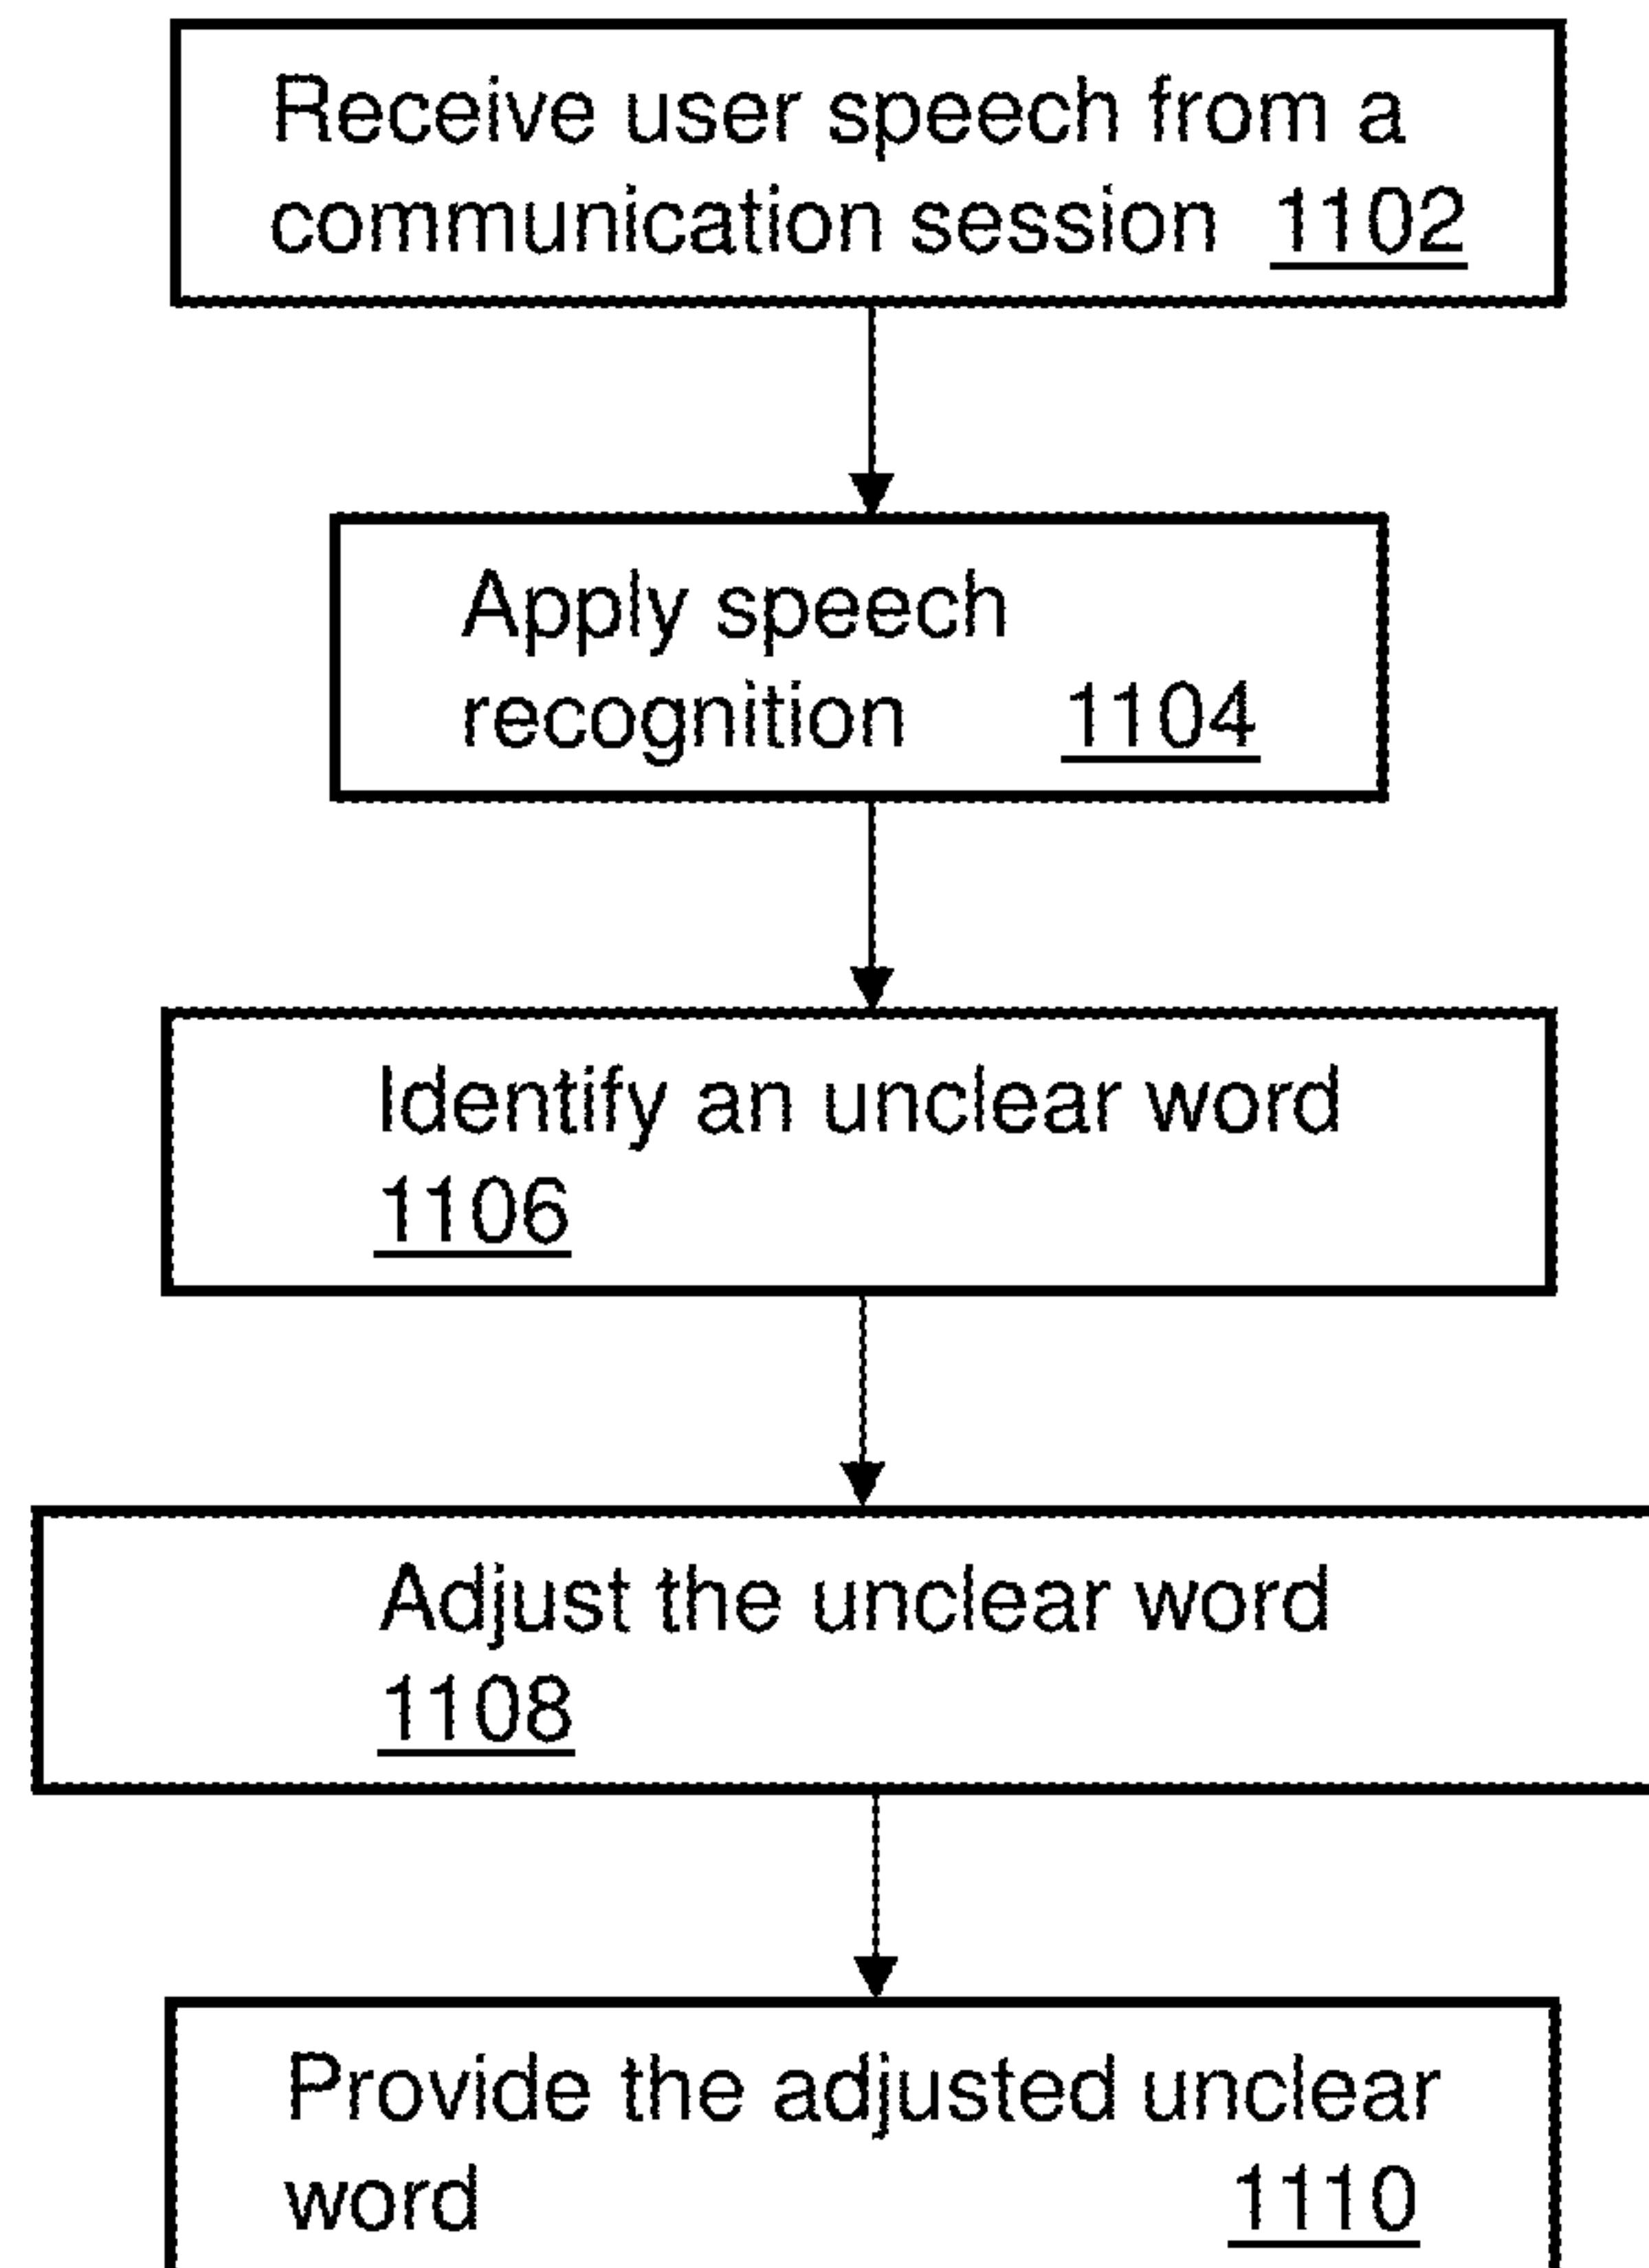 Receive user speech from a
communication session 1102
Apply speech
recognition 1104
Identify an unclear word
1106
Adjust the unclear word
1108
Provide the adjusted unclear
word 1110